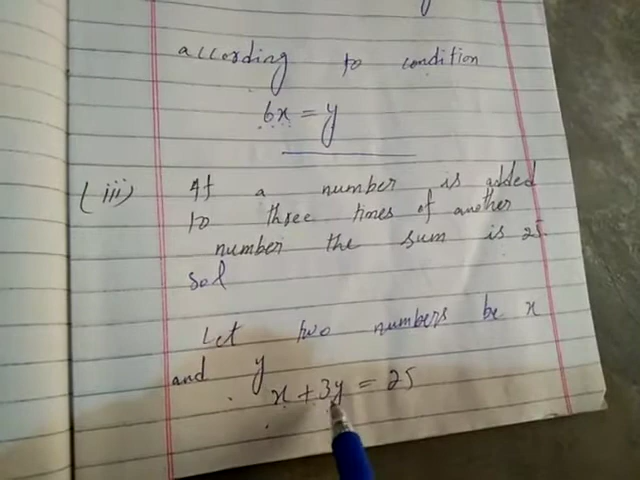 according to condition
6x = y
(iii) If a number is added
to three times of another
number the sum is 25.
Sol
Let two numbers be x
and y
x + 3y = 25